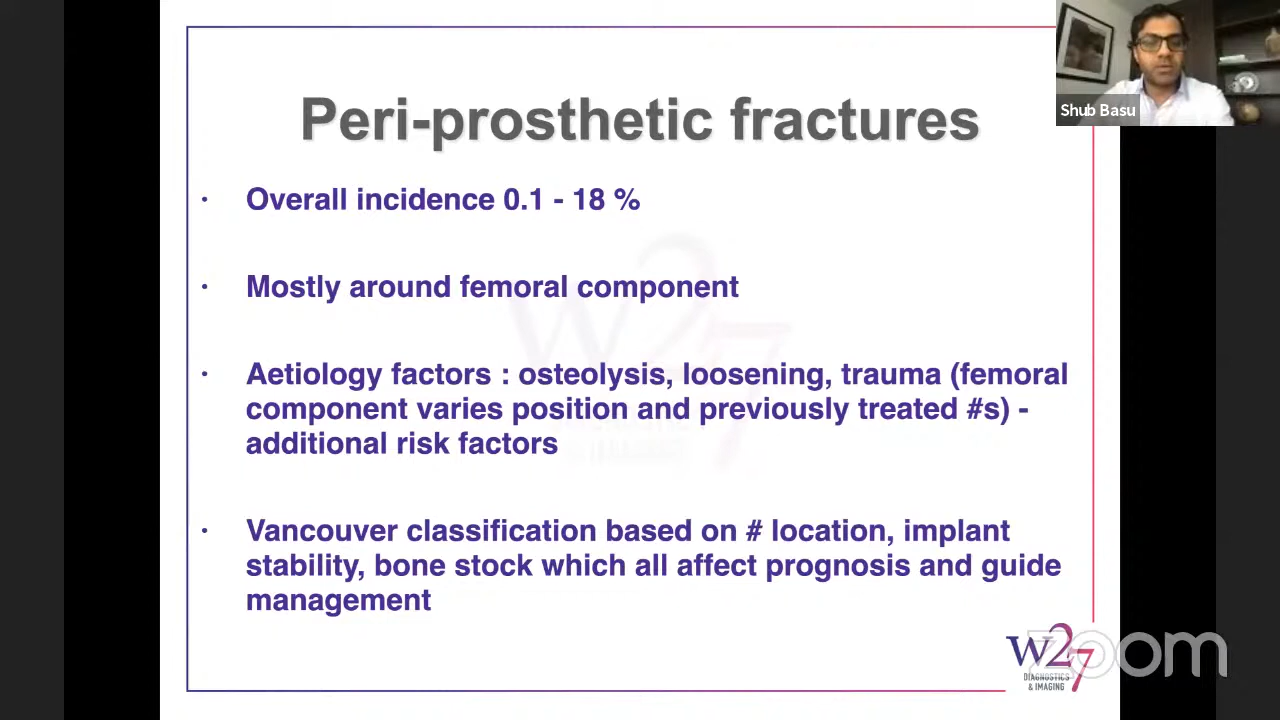 Peri-prosthetic fractures
Shub Basu
· Overall incidence 0.1 - 18 %
· Mostly around femoral component
· Aetiology factors : osteolysis, loosening, trauma (femoral
component varies position and previously treated #s) -
additional risk factors
· Vancouver classification based on # location, implant
stability, bone stock which all affect prognosis and guide
management
W27
DIAGNOSTICS
& IMAGING
zoom